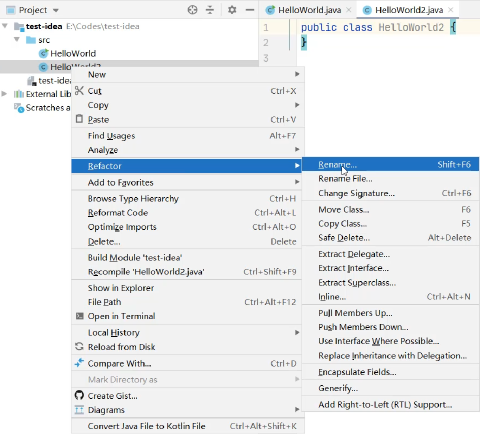 Project
HelloWorld.java
HelloWorld2.java
test-idea E:\Codes\test-idea
src
HelloWorld
HelloWorld2
test-idea
External Lib
Scratches a
1 public class HelloWorld2 {
2 }
3
New
Cut Ctrl+X
Copy
Paste Ctrl+V
Find Usages Alt+F7
Analyze
Refactor
Add to Favorites
Browse Type Hierarchy Ctrl+H
Reformat Code Ctrl+Alt+L
Optimize Imports Ctrl+Alt+O
Delete... Delete
Build Module 'test-idea'
Recompile 'HelloWorld2.java' Ctrl+Shift+F9
Show in Explorer
File Path Ctrl+Alt+F12
Open in Terminal
Local History
Reload from Disk
Compare With... Ctrl+D
Mark Directory as
Create Gist...
Diagrams
Convert Java File to Kotlin File Ctrl+Alt+Shift+K
Rename... Shift+F6
Rename File...
Change Signature... Ctrl+F6
Move Class... F6
Copy Class... F5
Safe Delete... Alt+Delete
Extract Delegate...
Extract Interface...
Extract Superclass...
Inline... Ctrl+Alt+N
Pull Members Up...
Push Members Down...
Use Interface Where Possible...
Replace Inheritance with Delegation...
Encapsulate Fields...
Generify...
Add Right-to-Left (RTL) Support...